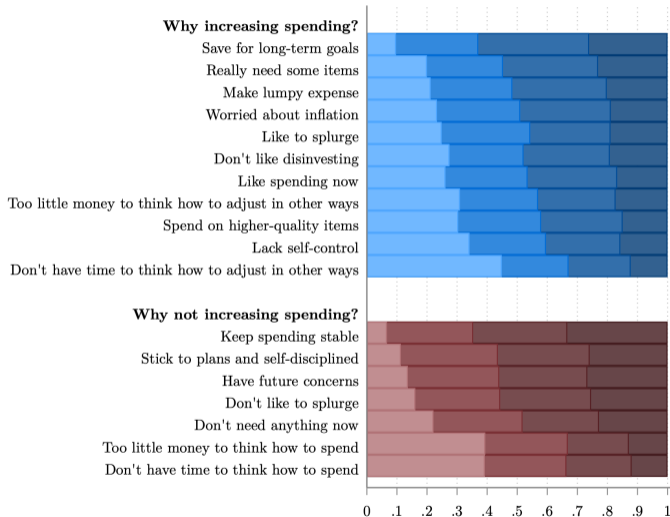 Why increasing spending?
Save for long-term goals
Really need some items
Make lumpy expense
Worried about inflation
Like to splurge
Don't like disinvesting
Like spending now
Too little money to think how to adjust in other ways
Spend on higher-quality items
Lack self-control
Don't have time to think how to adjust in other ways
Why not increasing spending?
Keep spending stable
Stick to plans and self-disciplined
Have future concerns
Don't like to splurge
Don't need anything now
Too little money to think how to spend
Don't have time to think how to spend
0 .1 .2 .3 .4 .5 .6 .7 .8 .9 1